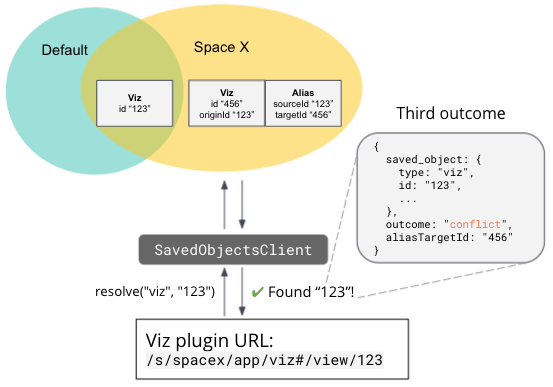 Default
Space X
Viz
id "123"
Viz
id "456"
originId "123"
Alias
sourceId "123"
targetId "456"
Third outcome
{
saved_object: {
type: "viz",
id: "123",
...
},
outcome: "conflict",
aliasTargetId: "456"
}
SavedObjectsClient
resolve("viz", "123")
✔ Found “123”!
Viz plugin URL:
/s/spacex/app/viz#/view/123